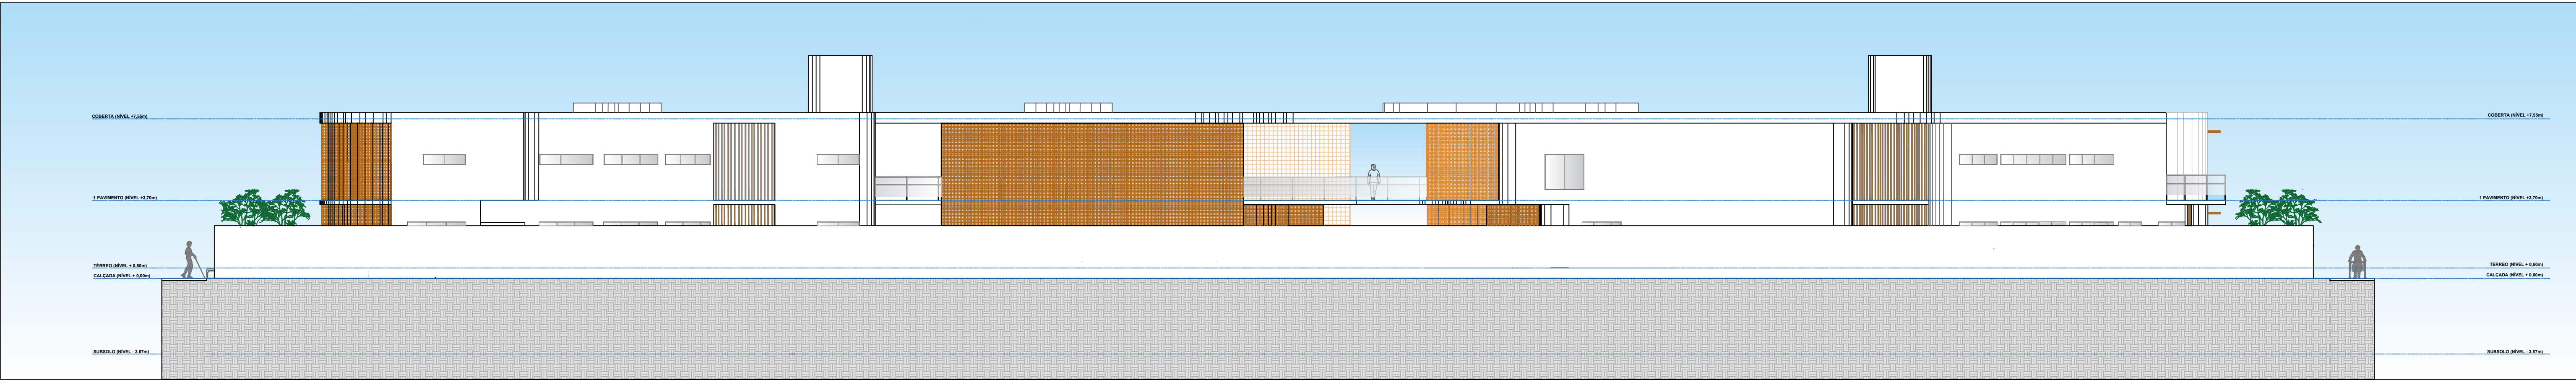 COBERTA (NÍVEL +7,55m)
COBERTA (NÍVEL +7,55m)
1 PAVIMENTO (NÍVEL +3,70m)
1 PAVIMENTO (NÍVEL +3,70m)
TÉRREO (NÍVEL + 0,50m)
TÉRREO (NÍVEL + 0,50m)
CALÇADA (NÍVEL + 0,00m)
CALÇADA (NÍVEL + 0,00m)
SUBSOLO (NÍVEL - 3.57m)
SUBSOLO (NÍVEL - 3.57m)